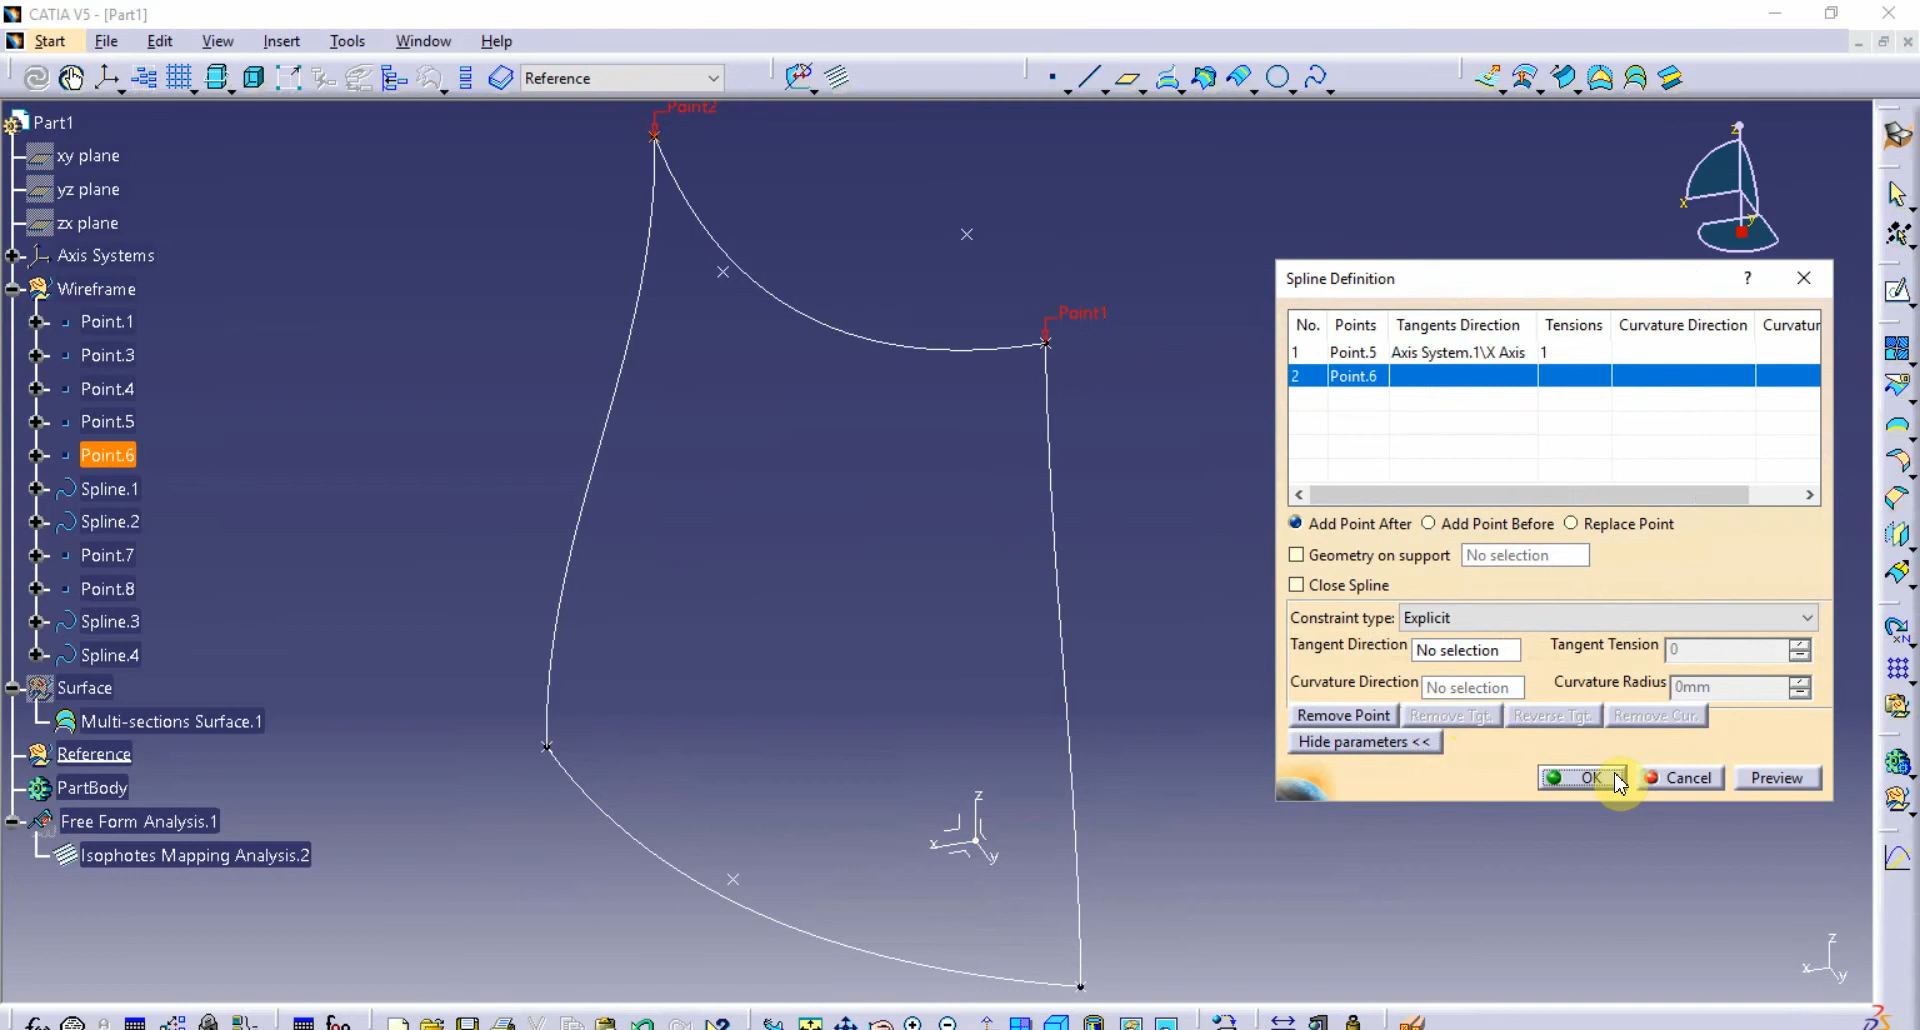 CATIA V5 - [Part1]
Start File Edit View Insert Tools Window Help
Reference
Part1
xy plane
yz plane
zx plane
Axis Systems
Wireframe
Point.1
Point.3
Point.4
Point.5
Point.6
Spline.1
Spline.2
Point.7
Point.8
Spline.3
Spline.4
Surface
Multi-sections Surface.1
Reference
PartBody
Free Form Analysis.1
Isophotes Mapping Analysis.2
Point2
Point1
z
x
y
z
x
y
z
x
y
Spline Definition ?
No. Points Tangents Direction Tensions Curvature Direction Curvatur
1 Point.5 Axis System.1\X Axis 1
2 Point.6
Add Point After Add Point Before Replace Point
Geometry on support No selection
Close Spline
Constraint type: Explicit
Tangent Direction No selection Tangent Tension 0
Curvature Direction No selection Curvature Radius 0mm
Remove Point Remove Tgt. Reverse Tgt. Remove Cur.
Hide parameters <<
OK Cancel Preview